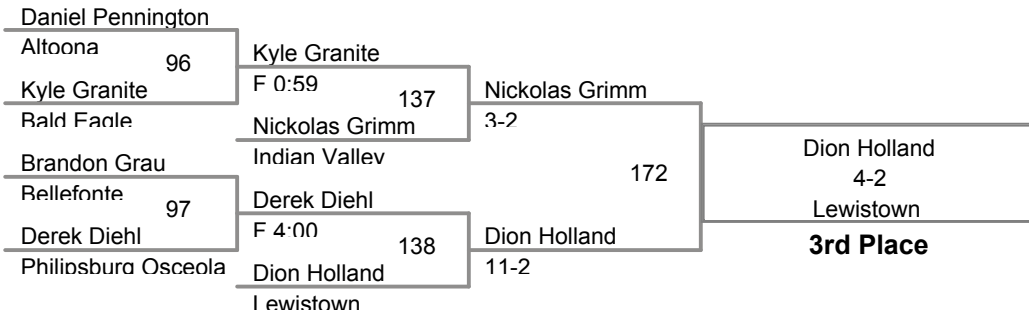 Daniel Pennington
Altoona
96
Kyle Granite
Bald Eagle
Brandon Grau
Bellefonte
97
Derek Diehl
Philipsburg Osceola
Kyle Granite
F 0:59
137
Nickolas Grimm
Indian Valley
Derek Diehl
F 4:00
138
Dion Holland
Lewistown
Nickolas Grimm
3-2
172
Dion Holland
11-2
Dion Holland
4-2
Lewistown
3rd Place